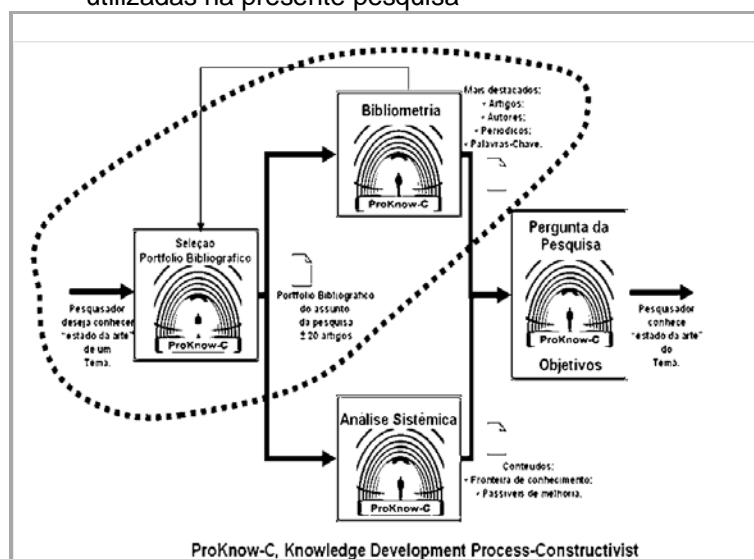 utilizadas na presente pesquisa
Bibliometria
ProKnow-C
Mais destacados:
• Artigos;
• Autores;
• Periódicos;
• Palavras-Chave.
Seleção
Portfolio Bibliografico
ProKnow-C
Pesquisador
deseja conhecer
"estado da arte"
de um
Tema.
Portfolio Bibliográfico
do assunto
da pesquisa
±20 artigos
Pergunta da
Pesquisa
ProKnow-C
Objetivos
Pesquisador
conhece
"estado da arte"
do
Tema.
Análise Sistêmica
ProKnow-C
Conteudos:
• Fronteira de conhecimento;
• Passíveis de melhoria.
ProKnow-C, Knowledge Development Process-Constructivist